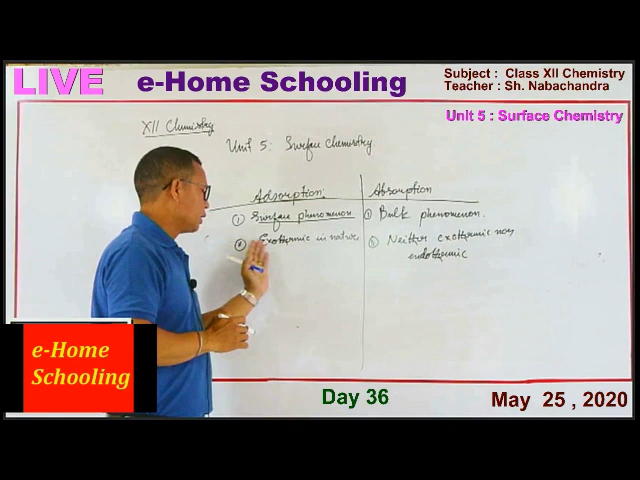 LIVE
e-Home Schooling
Subject : Class XII Chemistry
Teacher : Sh. Nabachandra
Unit 5 : Surface Chemistry
XII Chemistry
Unit 5: Surface Chemistry
Adsorption: Absorption
① Surface phenomenon ① Bulk phenomenon.
② Exothermic in nature ② Neither exothermic nor
endothermic
e-Home
Schooling
Day 36
May 25 , 2020